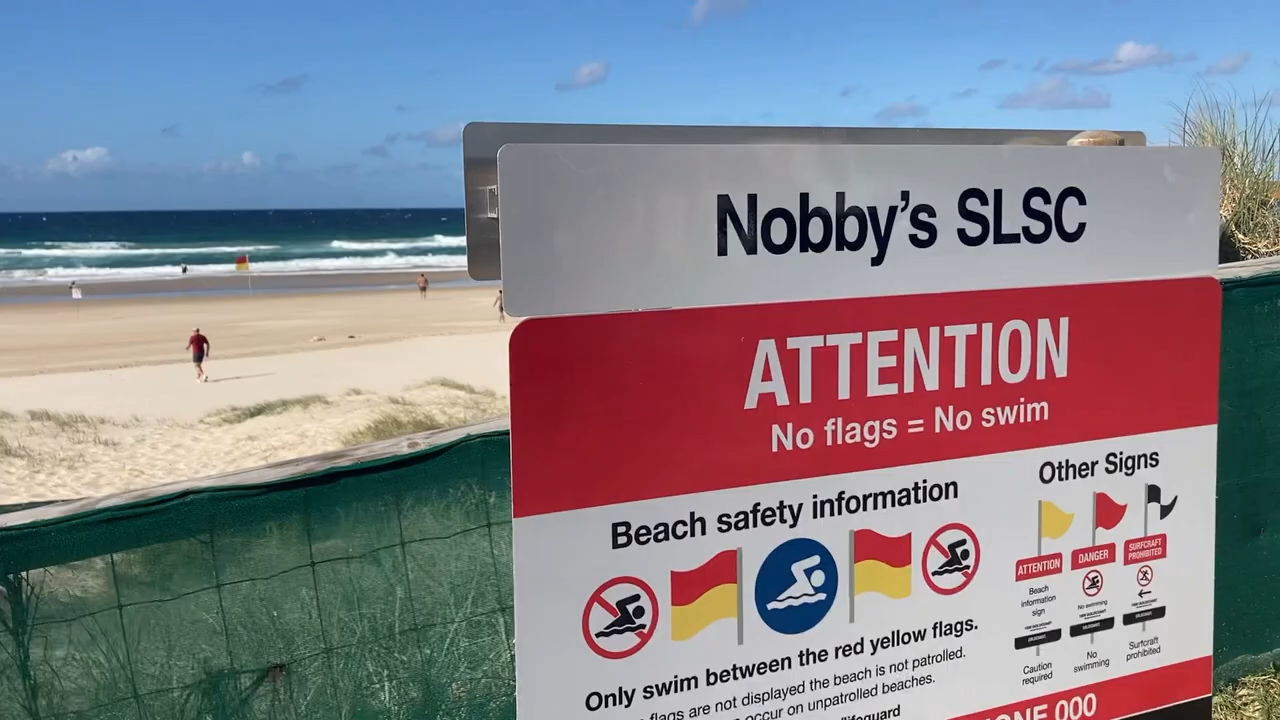 Nobby's SLSC
ATTENTION
No flags = No swim
Beach safety information
Other Signs
ATTENTION
DANGER
SURFCRAFT PROHIBITED
Beach information sign
No swimming
Caution required
No swimming
Surfcraft prohibited
Only swim between the red yellow flags.
flags are not displayed the beach is not patrolled.
occur on unpatrolled beaches.
lifeguard
ONE 000